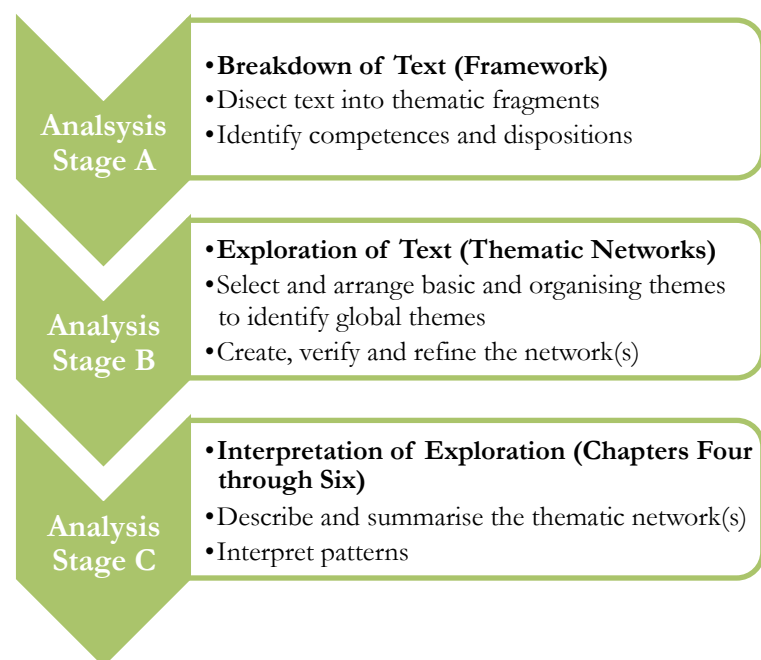 Analsysis
Stage A
•Breakdown of Text (Framework)
•Disect text into thematic fragments
•Identify competences and dispositions
Analysis
Stage B
•Exploration of Text (Thematic Networks)
•Select and arrange basic and organising themes
to identify global themes
•Create, verify and refine the network(s)
Analysis
Stage C
•Interpretation of Exploration (Chapters Four
through Six)
•Describe and summarise the thematic network(s)
•Interpret patterns